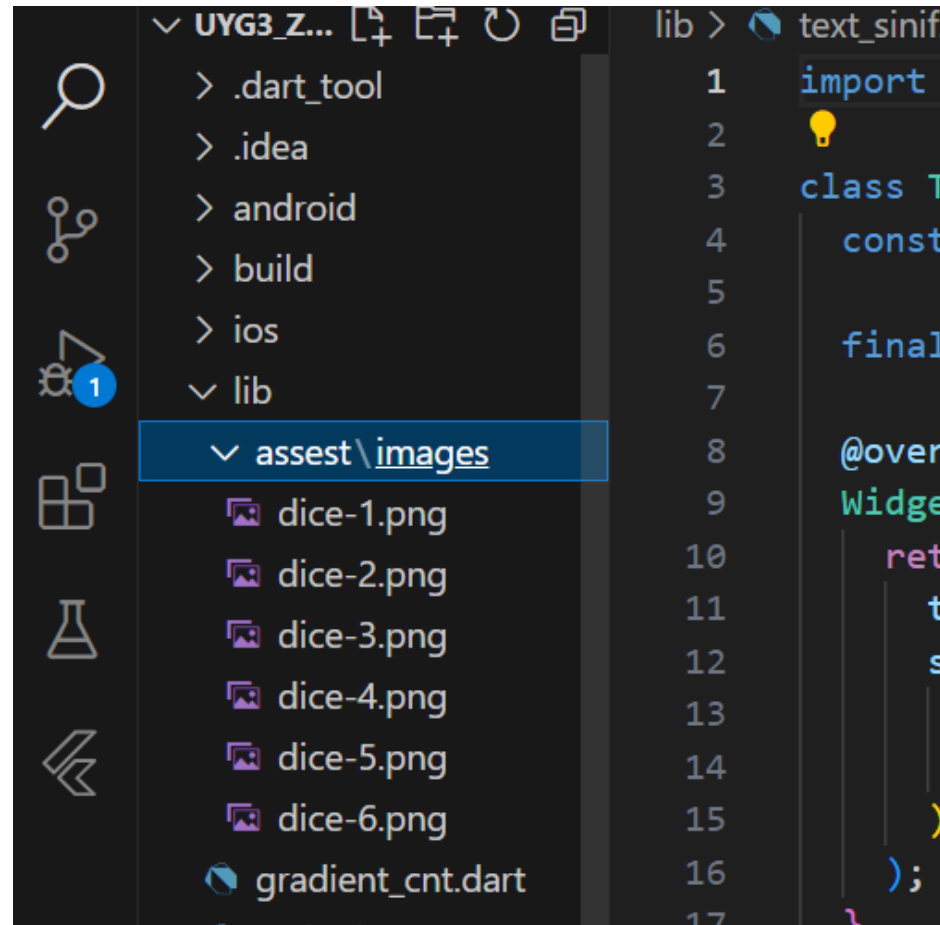 UYG3_Z...
.dart_tool
.idea
android
build
ios
lib
assest\images
dice-1.png
dice-2.png
dice-3.png
dice-4.png
dice-5.png
dice-6.png
gradient_cnt.dart
1
lib > text_sinif
1 import
2
3 class T
4 const
5
6 final
7
8 @over
9 Widge
10 ret
11 t
12 s
13
14
15 )
16 );
17 }